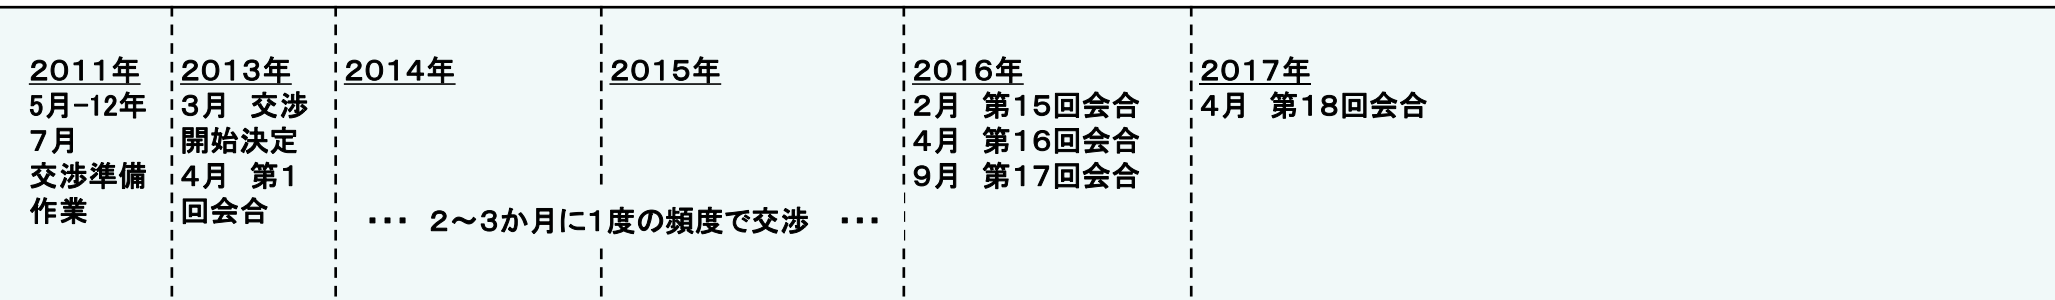 2011年
5月-12年
7月
交渉準備
作業
2013年
3月　交渉
開始決定
4月　第1
回会合
2014年
2015年
･･･　2～3か月に1度の頻度で交渉　･･･
2016年
2月　第15回会合
4月　第16回会合
9月　第17回会合
2017年
4月　第18回会合